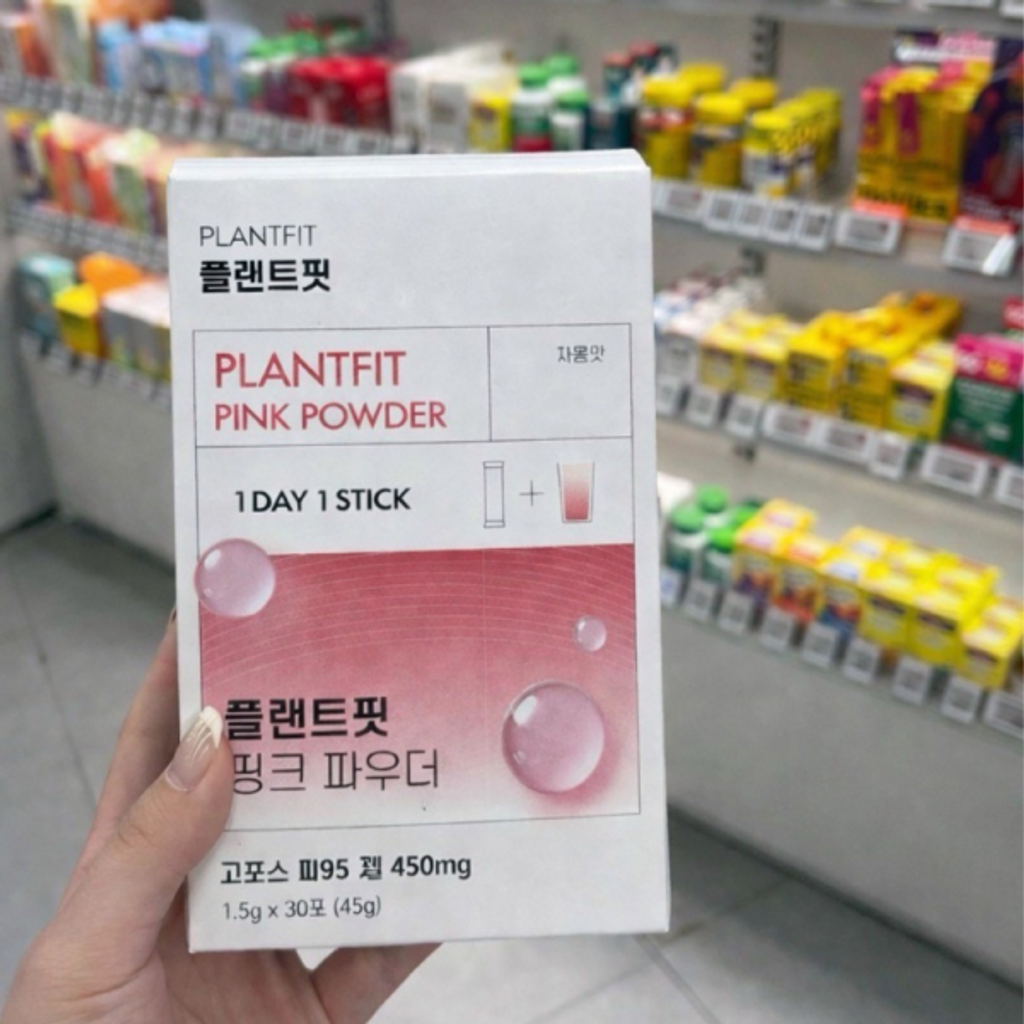 PLANTFIT
플랜트핏
PLANTFIT
PINK POWDER
자몽맛
1 DAY 1 STICK
플랜트핏
핑크 파우더
고포스 피95 450mg
1.5g x 30포 (45g)